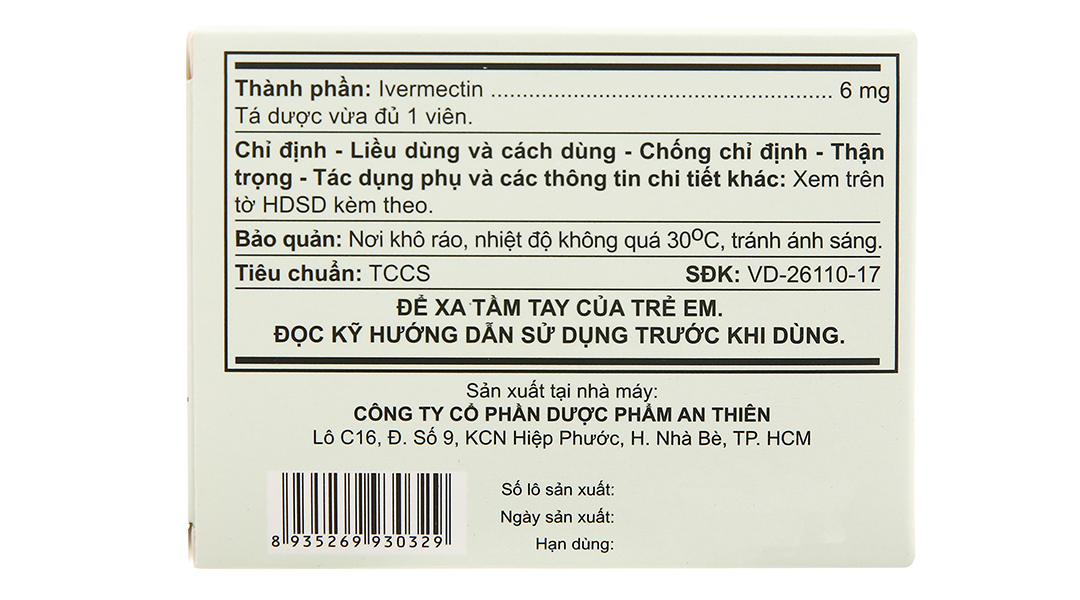 Thành phần: Ivermectin ..................................................... 6 mg
Tá dược vừa đủ 1 viên.
Chỉ định - Liều dùng và cách dùng - Chống chỉ định - Thận
trọng - Tác dụng phụ và các thông tin chi tiết khác: Xem trên
tờ HDSD kèm theo.
Bảo quản: Nơi khô ráo, nhiệt độ không quá 30ºC, tránh ánh sáng.
Tiêu chuẩn: TCCS SĐK: VD-26110-17
ĐỂ XA TẦM TAY CỦA TRẺ EM.
ĐỌC KỸ HƯỚNG DẪN SỬ DỤNG TRƯỚC KHI DÙNG.
Sản xuất tại nhà máy:
CÔNG TY CỔ PHẦN DƯỢC PHẨM AN THIÊN
Lô C16, Đ. Số 9, KCN Hiệp Phước, H. Nhà Bè, TP. HCM
Số lô sản xuất:
Ngày sản xuất:
Hạn dùng:
8 935269 930329